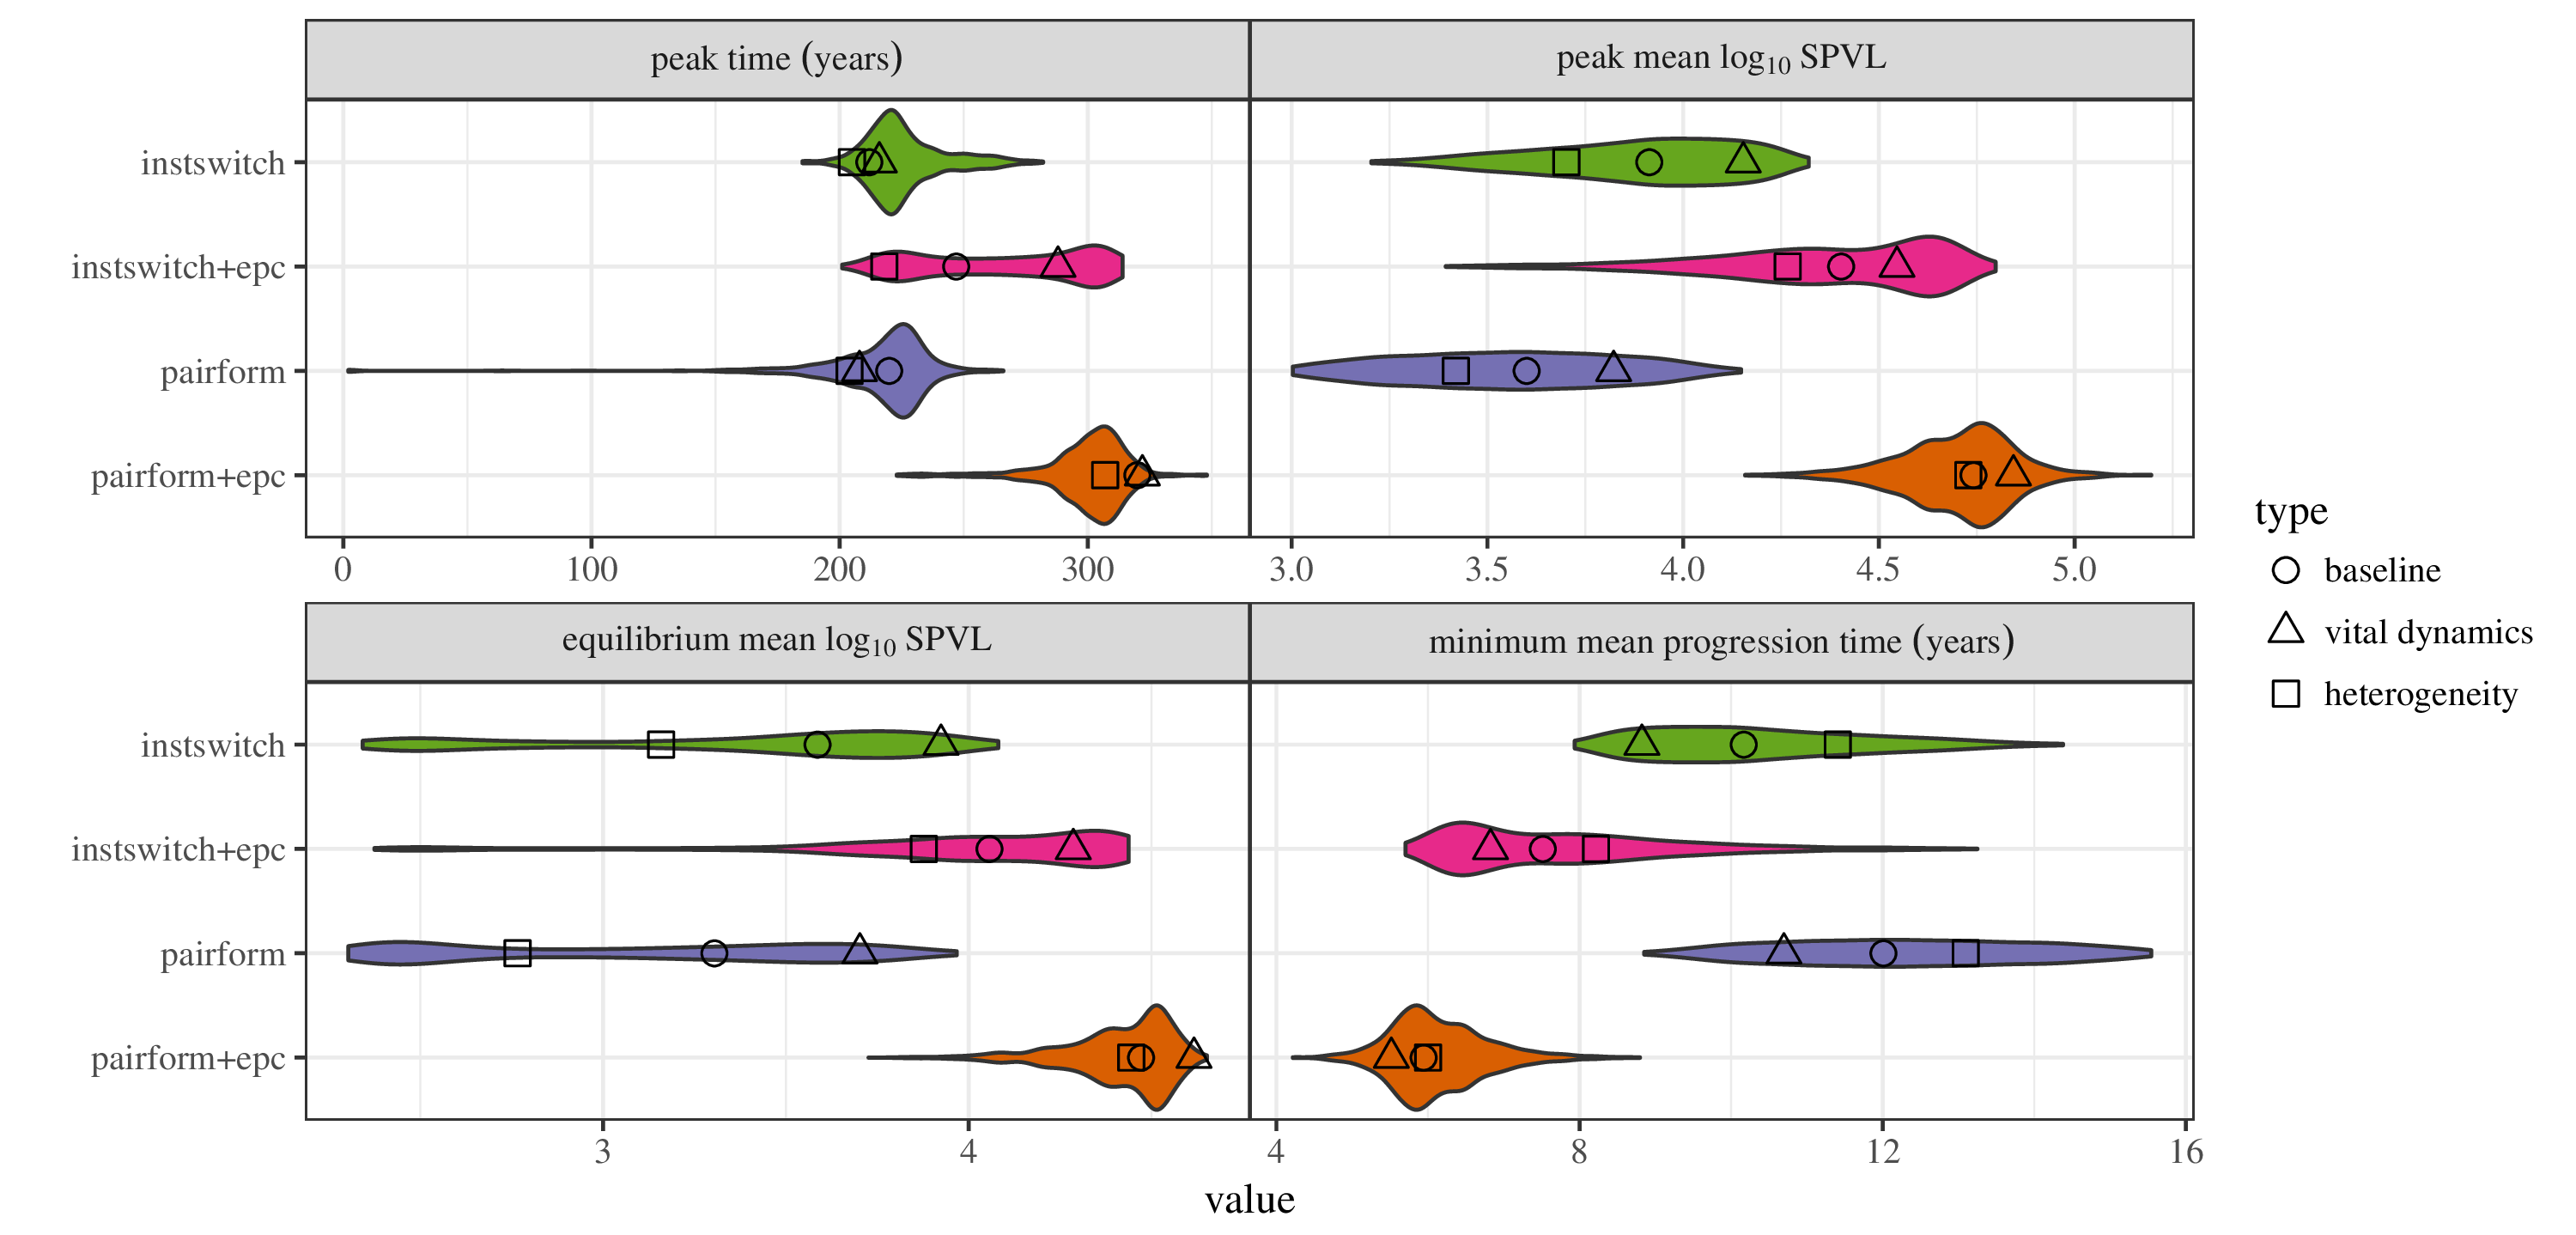 peak time (years)
peak mean log₁₀ SPVL
instswitch
instswitch+epc
pairform
pairform+epc
0 100 200 300
3.0 3.5 4.0 4.5 5.0
equilibrium mean log₁₀ SPVL
minimum mean progression time (years)
instswitch
instswitch+epc
pairform
pairform+epc
3 4
4 8 12 16
value
type
baseline
vital dynamics
heterogeneity